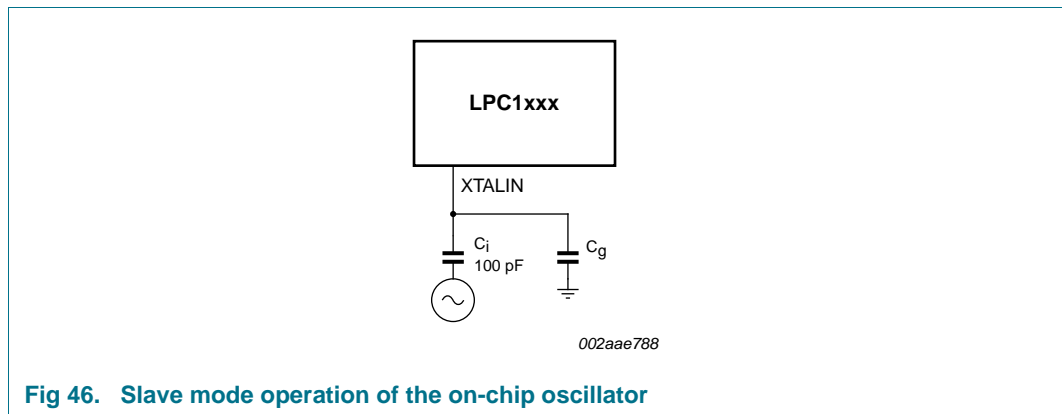 LPC1xxx
XTALIN
Ci
100 pF
Cg
002aae788
Fig 46. Slave mode operation of the on-chip oscillator